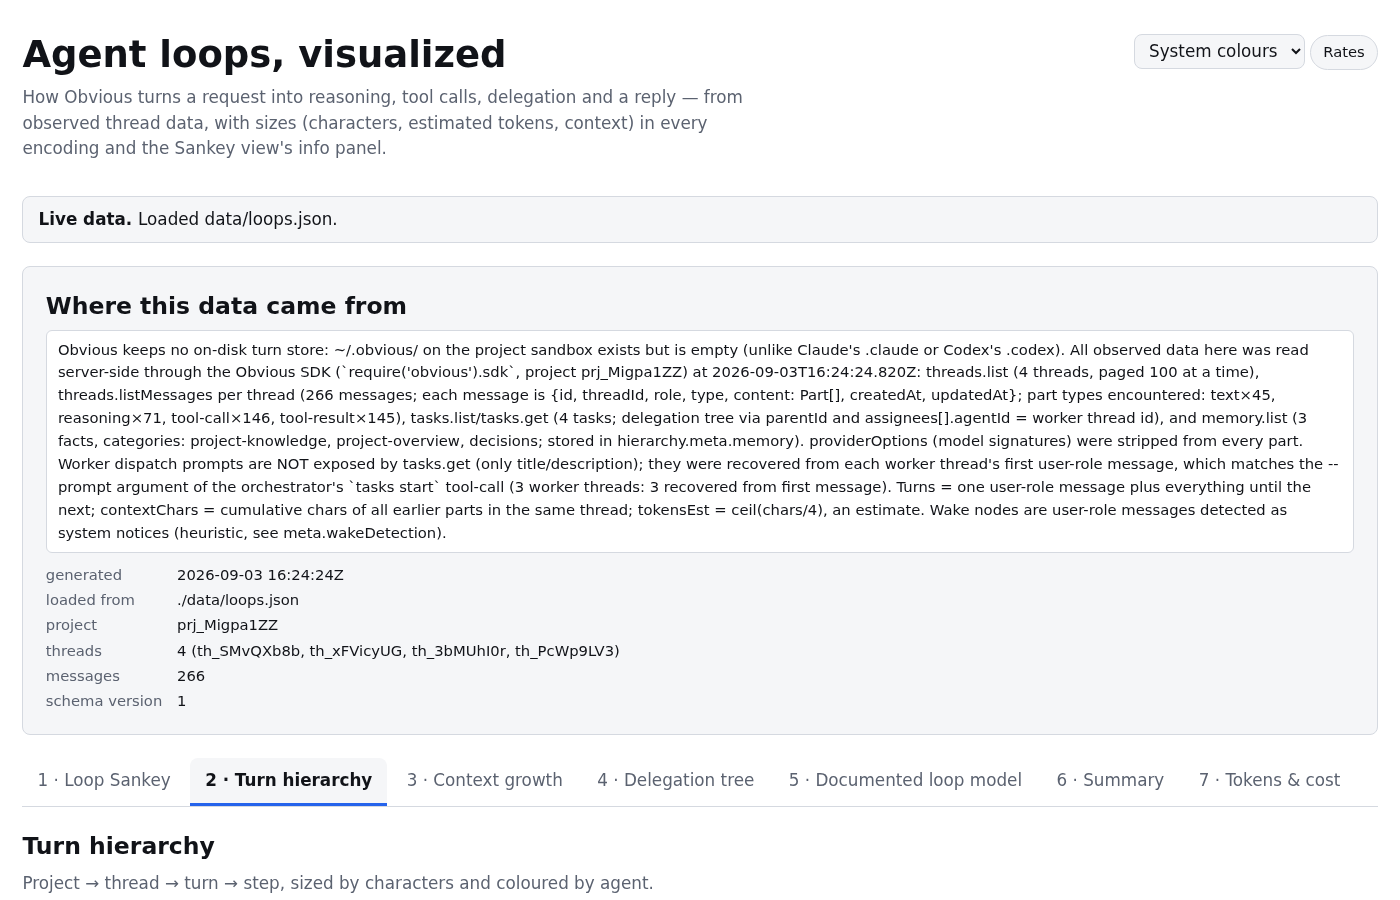 Agent loops, visualized
System colours
Rates
How Obvious turns a request into reasoning, tool calls, delegation and a reply — from
observed thread data, with sizes (characters, estimated tokens, context) in every
encoding and the Sankey view's info panel.
Live data. Loaded data/loops.json.
Where this data came from
Obvious keeps no on-disk turn store: ~/.obvious/ on the project sandbox exists but is empty (unlike Claude's .claude or Codex's .codex). All observed data here was read
server-side through the Obvious SDK (`require('obvious').sdk`, project prj_Migpa1ZZ) at 2026-09-03T16:24:24.820Z: threads.list (4 threads, paged 100 at a time),
threads.listMessages per thread (266 messages; each message is {id, threadId, role, type, content: Part[], createdAt, updatedAt}; part types encountered: text×45,
reasoning×71, tool-call×146, tool-result×145), tasks.list/tasks.get (4 tasks; delegation tree via parentId and assignees[].agentId = worker thread id), and memory.list (3
facts, categories: project-knowledge, project-overview, decisions; stored in hierarchy.meta.memory). providerOptions (model signatures) were stripped from every part.
Worker dispatch prompts are NOT exposed by tasks.get (only title/description); they were recovered from each worker thread's first user-role message, which matches the --
prompt argument of the orchestrator's `tasks start` tool-call (3 worker threads: 3 recovered from first message). Turns = one user-role message plus everything until the
next; contextChars = cumulative chars of all earlier parts in the same thread; tokensEst = ceil(chars/4), an estimate. Wake nodes are user-role messages detected as
system notices (heuristic, see meta.wakeDetection).
generated 2026-09-03 16:24:24Z
loaded from ./data/loops.json
project prj_Migpa1ZZ
threads 4 (th_SMvQXb8b, th_xFVicyUG, th_3bMUhI0r, th_PcWp9LV3)
messages 266
schema version 1
1 · Loop Sankey 2 · Turn hierarchy 3 · Context growth 4 · Delegation tree 5 · Documented loop model 6 · Summary 7 · Tokens & cost
Turn hierarchy
Project → thread → turn → step, sized by characters and coloured by agent.